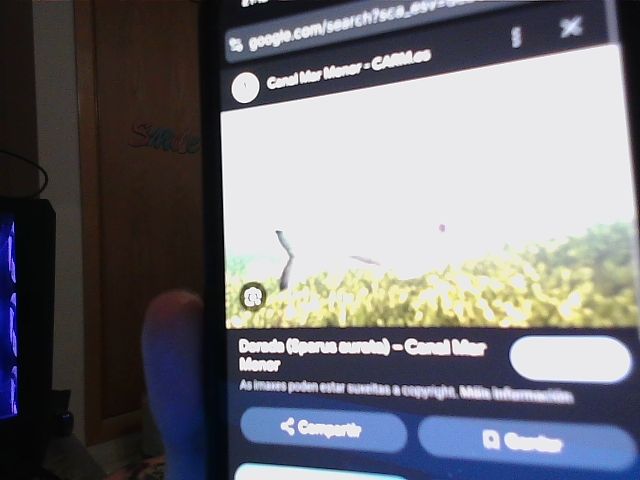 google.com/search?sca_esv=
Canal Mar Menor - CARM.es
smile
Dorada (Sparus aurata) - Canal Mar
Menor
As imaxes poden estar suxeitas a copyright. Máis información
Compartir
Gardar